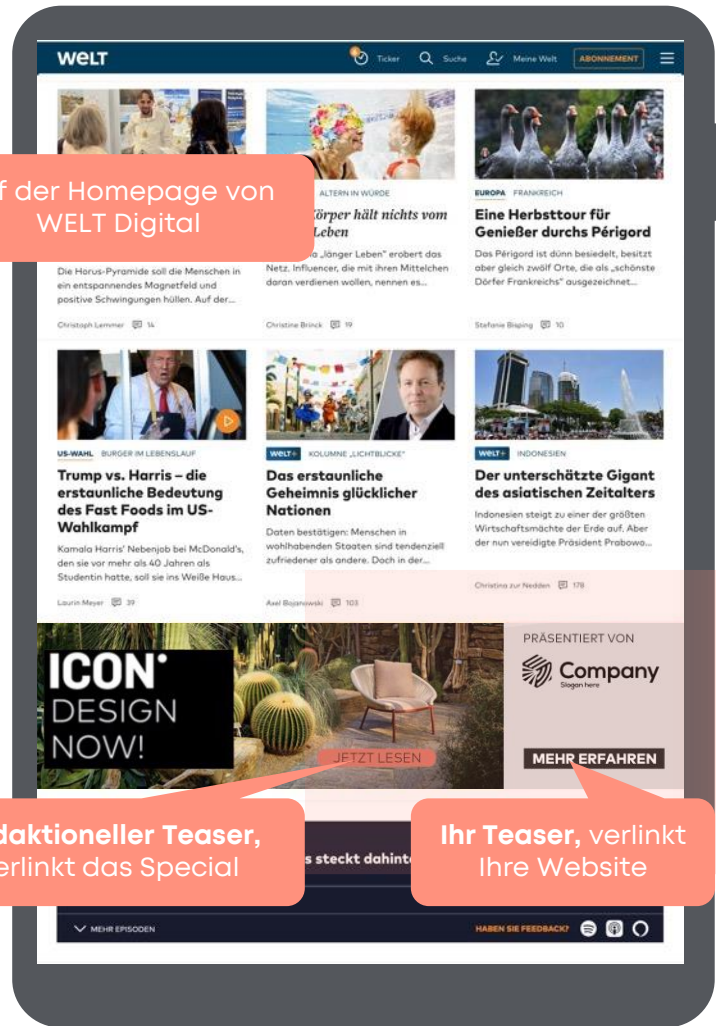 WELT
Ticker
Suche
Meine Welt
ABONNEMENT
f der Homepage von
WELT Digital
Die Horus-Pyramide soll die Menschen in
ein entspannendes Magnetfeld und
positive Schwingungen hüllen. Auf der...
Christoph Lemmer 14
ALTERN IN WÜRDE
Körper hält nichts vom
Leben
„länger Leben“ erobert das
Netz. Influencer, die mit ihren Mittelchen
daran verdienen wollen, nennen es...
Christine Brinck 19
EUROPA FRANKREICH
Eine Herbsttour für
Genießer durchs Périgord
Das Périgord ist dünn besiedelt, besitzt
aber gleich zwölf Orte, die als „schönste
Dörfer Frankreichs“ ausgezeichnet...
Stefanie Bisping 10
US-WAHL BURGER IM LEBENSLAUF
Trump vs. Harris – die
erstaunliche Bedeutung
des Fast Foods im US-
Wahlkampf
Kamala Harris’ Nebenjob bei McDonald’s,
den sie vor mehr als 40 Jahren als
Studentin hatte, soll sie ins Weiße Haus...
Laurin Meyer 39
WELT+ KOLUMNE „LICHTBLICKE“
Das erstaunliche
Geheimnis glücklicher
Nationen
Daten bestätigen: Menschen in
wohlhabenden Staaten sind tendenziell
zufriedener als andere. Doch in der...
Axel Bojanowski 103
WELT+ INDONESIEN
Der unterschätzte Gigant
des asiatischen Zeitalters
Indonesien steigt zu einer der größten
Wirtschaftsmächte der Erde auf. Aber
der nun vereidigte Präsident Prabowo...
Christina zur Nedden 178
ICON
DESIGN
NOW!
JETZT LESEN
PRÄSENTIERT VON
Company
Slogan here
MEHR ERFAHREN
daktioneller Teaser,
erlinkt das Special
s steckt dahinte
Ihr Teaser, verlinkt
Ihre Website
MEHR EPISODEN
HABEN SIE FEEDBACK?